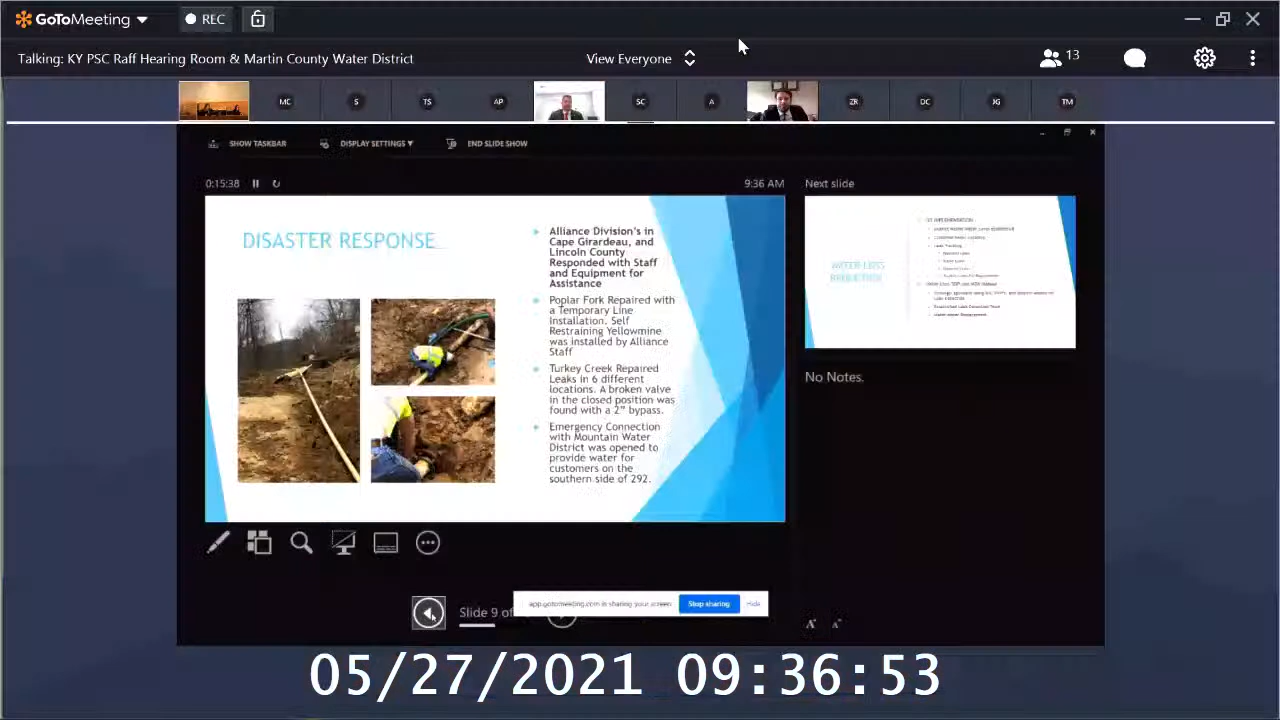 GoToMeeting
REC
Talking: KY PSC Raff Hearing Room & Martin County Water District
View Everyone
13
MC
S
TS
AP
SC
A
ZR
DC
JG
TM
SHOW TASKBAR
DISPLAY SETTINGS
END SLIDE SHOW
0:15:38
9:36 AM
Next slide
DISASTER RESPONSE
Alliance Division's in
Cape Girardeau, and
Lincoln County
Responded with Staff
and Equipment for
Assistance
Poplar Fork Repaired with
a Temporary Line
Installation. Self
Restraining Yellowmine
was installed by Alliance
Staff
Turkey Creek Repaired
Leaks in 6 different
locations. A broken valve
in the closed position was
found with a 2" bypass.
Emergency Connection
with Mountain Water
District was opened to
provide water for
customers on the
southern side of 292.
WATER LOSS
REDUCTION
No Notes.
Slide 9 of
app.gotomeeting.com is sharing your screen.
Stop sharing
Hide
A
A
05/27/2021 09:36:53